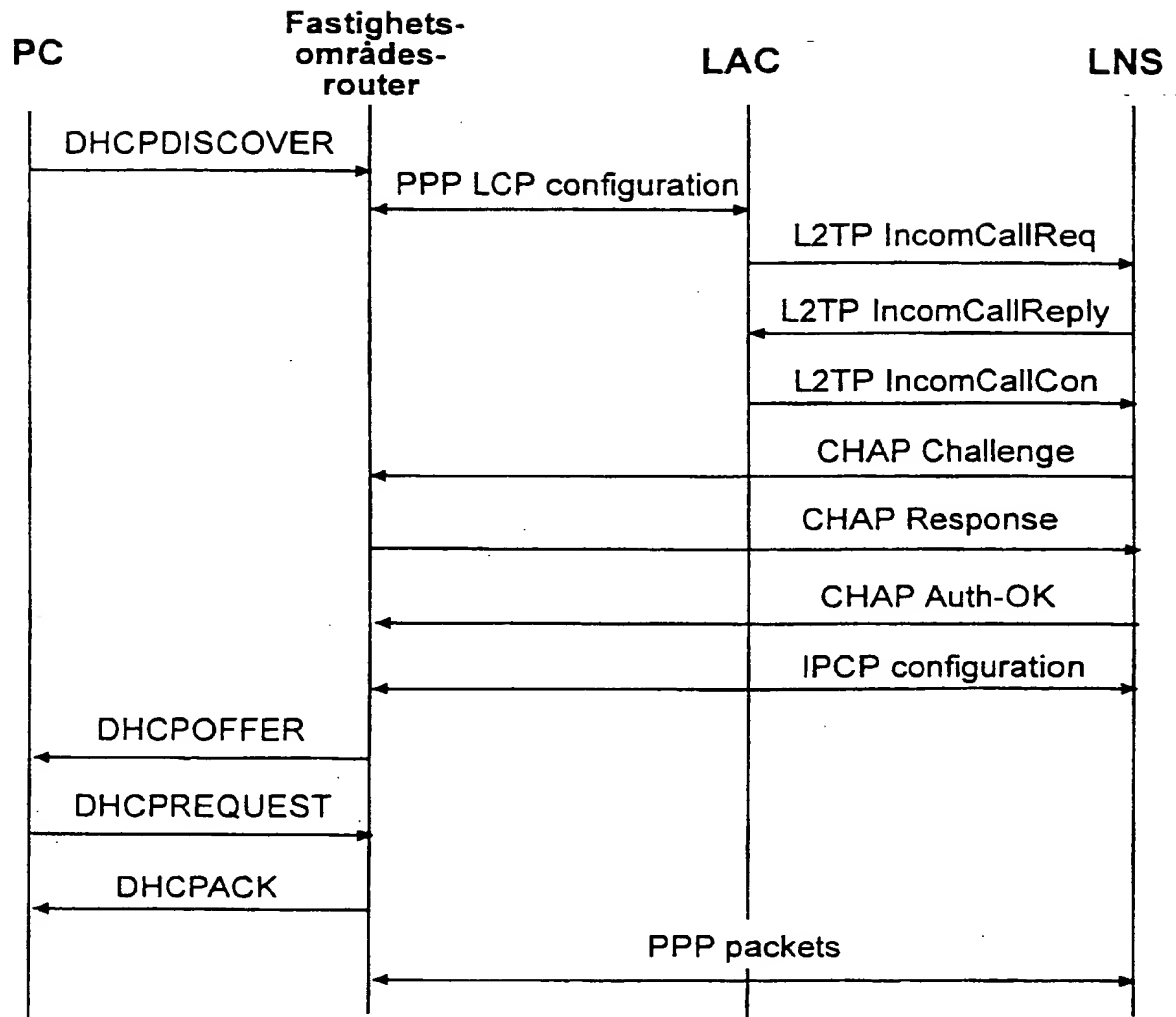 PC
Fastighets-
områdes-
router
LAC
LNS
DHCPDISCOVER
PPP LCP configuration
L2TP IncomCallReq
L2TP IncomCallReply
L2TP IncomCallCon
CHAP Challenge
CHAP Response
CHAP Auth-OK
IPCP configuration
DHCPOFFER
DHCPREQUEST
DHCPACK
PPP packets